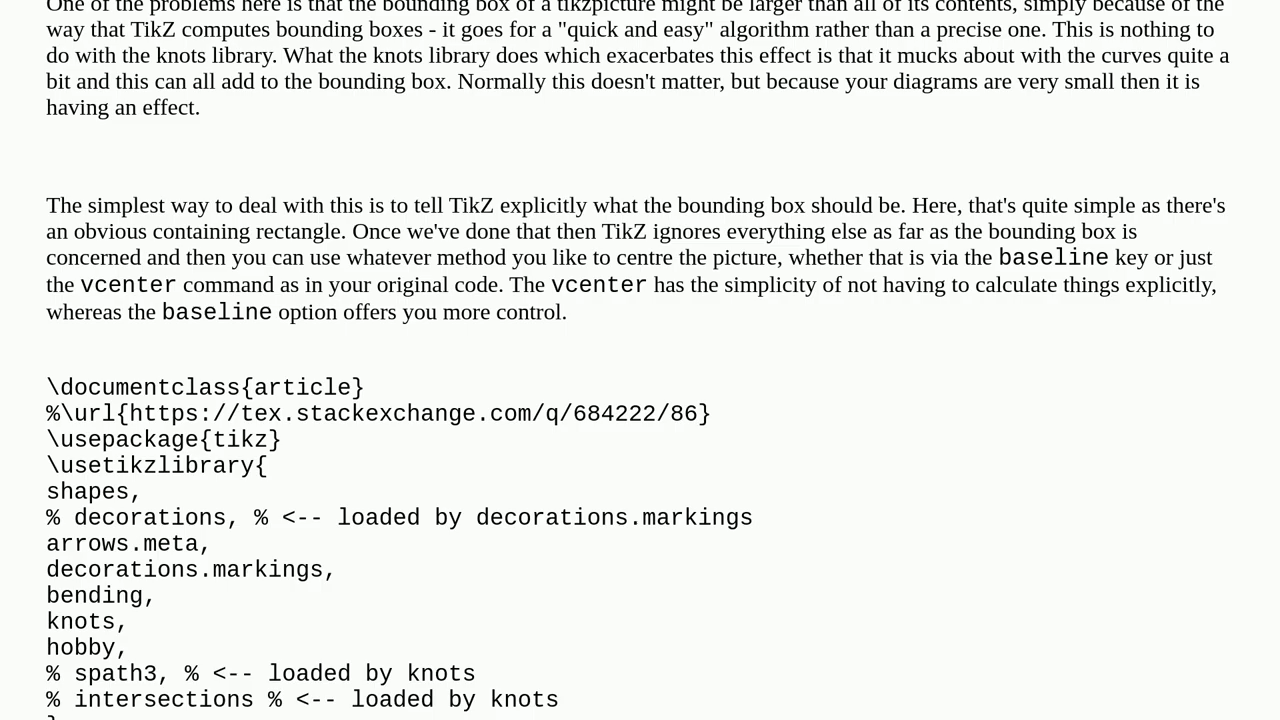 One of the problems here is that the bounding box of a tikzpicture might be larger than all of its contents, simply because of the
way that TikZ computes bounding boxes - it goes for a "quick and easy" algorithm rather than a precise one. This is nothing to
do with the knots library. What the knots library does which exacerbates this effect is that it mucks about with the curves quite a
bit and this can all add to the bounding box. Normally this doesn't matter, but because your diagrams are very small then it is
having an effect.
The simplest way to deal with this is to tell TikZ explicitly what the bounding box should be. Here, that's quite simple as there's
an obvious containing rectangle. Once we've done that then TikZ ignores everything else as far as the bounding box is
concerned and then you can use whatever method you like to centre the picture, whether that is via the baseline key or just
the vcenter command as in your original code. The vcenter has the simplicity of not having to calculate things explicitly,
whereas the baseline option offers you more control.
\documentclass{article}
%\url{https://tex.stackexchange.com/q/684222/86}
\usepackage{tikz}
\usetikzlibrary{
shapes,
% decorations, % <-- loaded by decorations.markings
arrows.meta,
decorations.markings,
bending,
knots,
hobby,
% spath3, % <-- loaded by knots
% intersections % <-- loaded by knots
}